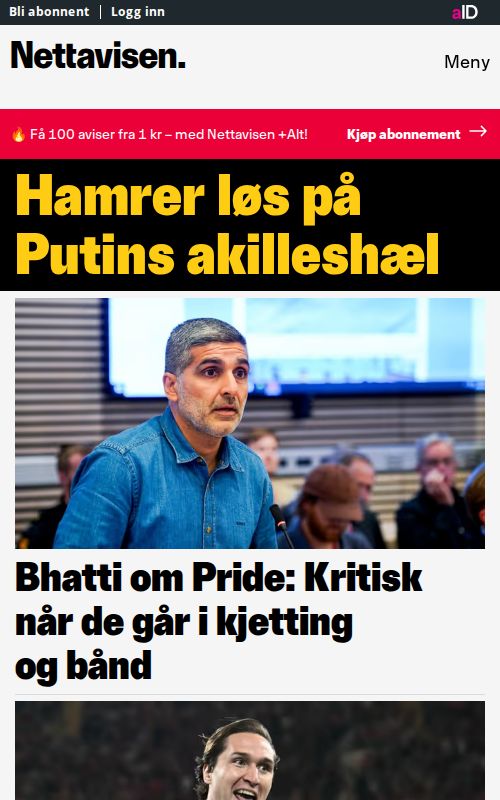 Bli abonnent | Logg inn
aID
Nettavisen.
Meny
🔥 Få 100 aviser fra 1 kr – med Nettavisen +Alt!
Kjøp abonnement →
Hamrer løs på
Putins akilleshæl
Bhatti om Pride: Kritisk
når de går i kjetting
og bånd